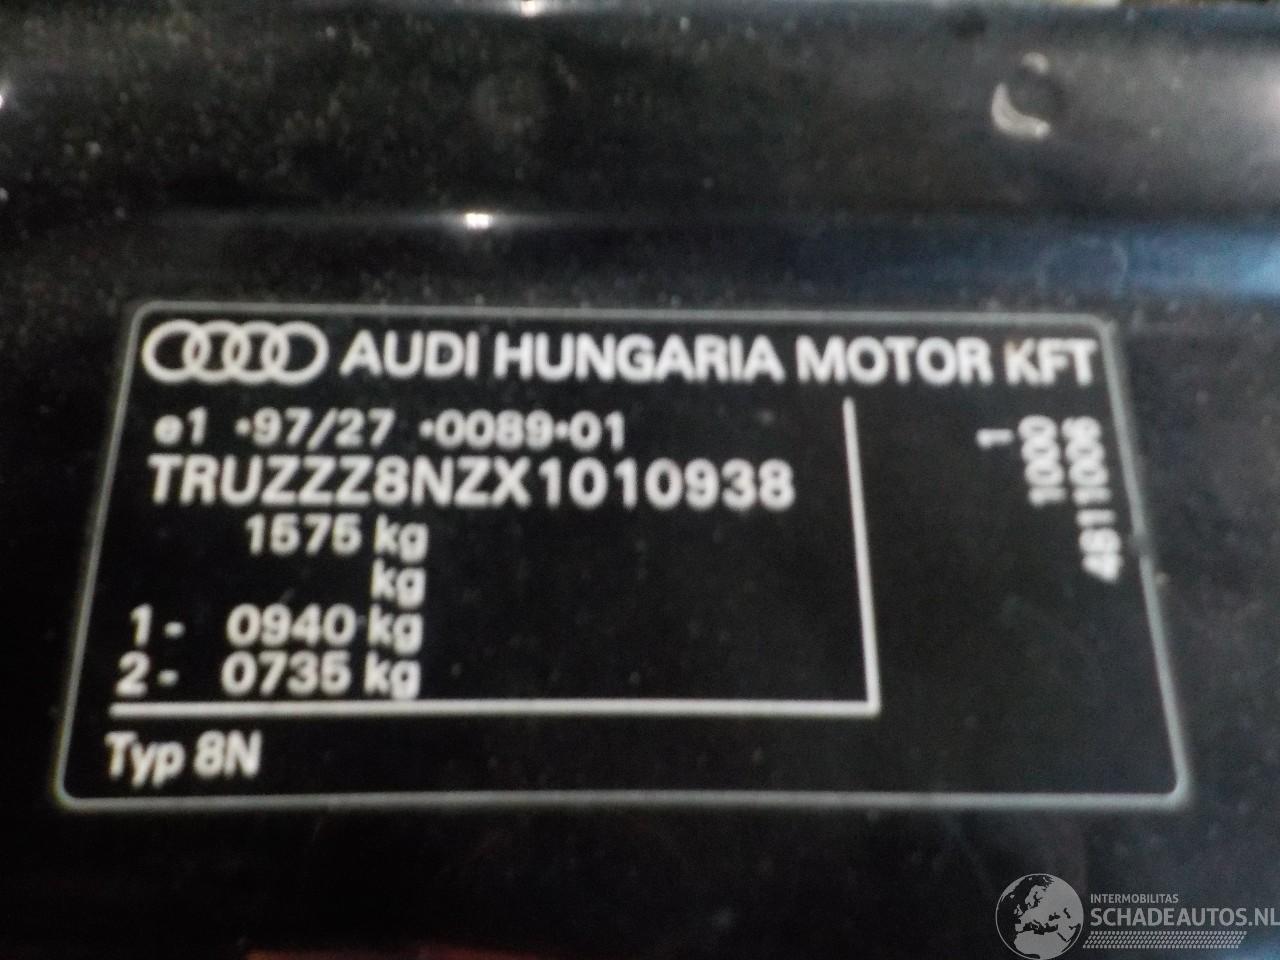 AUDI HUNGARIA MOTOR KFT
e1 •97/27 •0089•01
TRUZZZ8NZX1010938
1575 kg
kg
1- 0940 kg
2- 0735 kg
Typ 8N
1
1000
4811006
INTERMOBILITAS
SCHADEAUTOS.NL